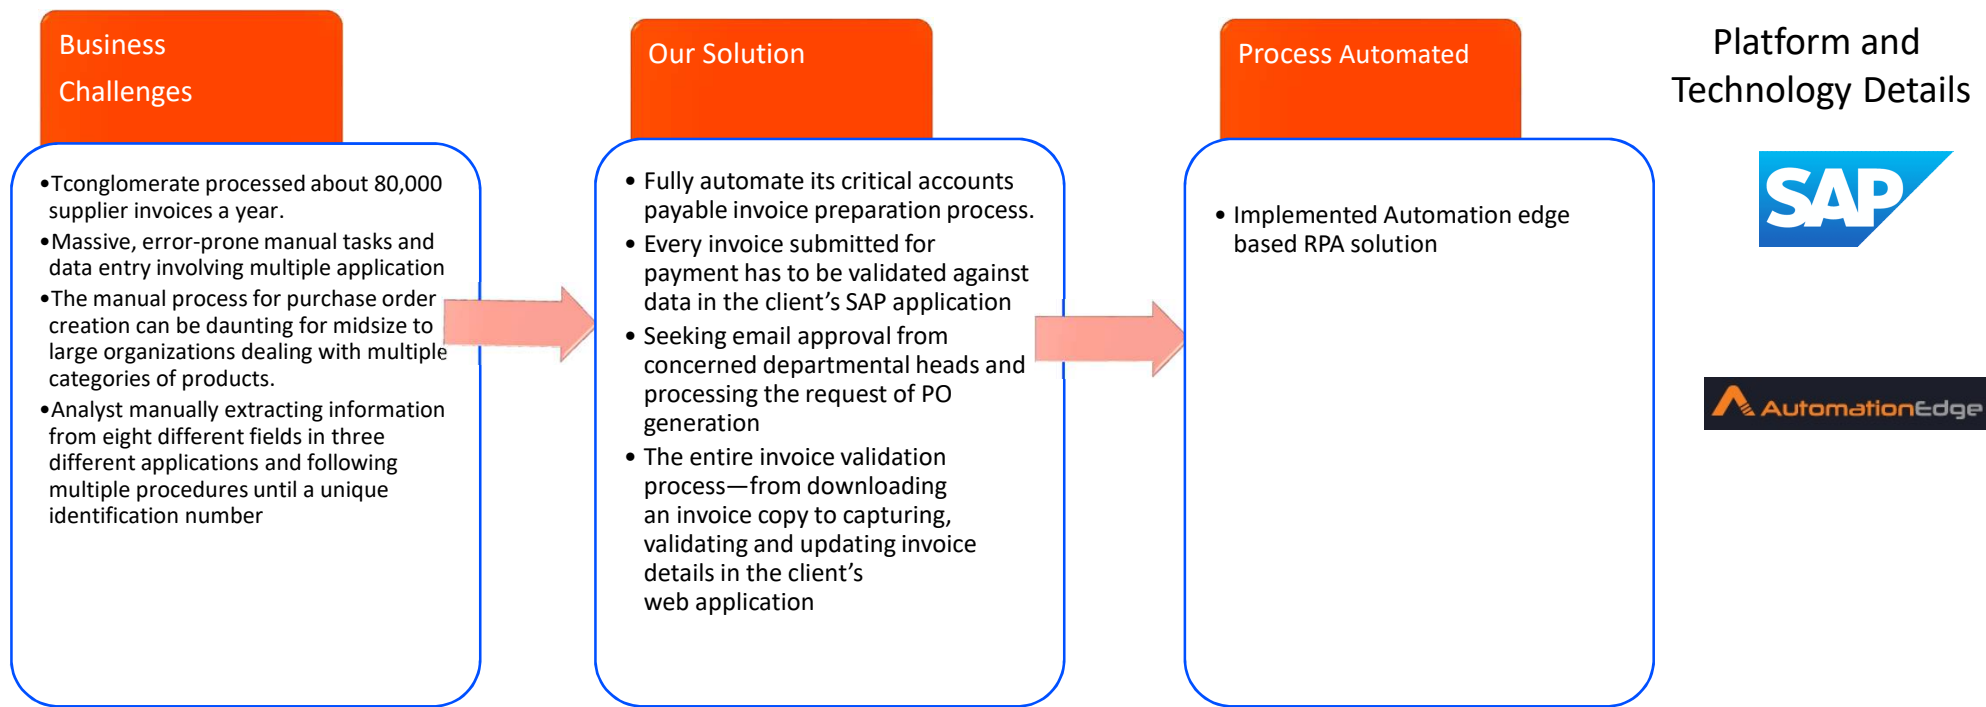 Business
Challenges
•Tconglomerate processed about 80,000
supplier invoices a year.
•Massive, error-prone manual tasks and
data entry involving multiple application
•The manual process for purchase order
creation can be daunting for midsize to
large organizations dealing with multiple
categories of products.
•Analyst manually extracting information
from eight different fields in three
different applications and following
multiple procedures until a unique
identification number
Our Solution
• Fully automate its critical accounts
payable invoice preparation process.
• Every invoice submitted for
payment has to be validated against
data in the client’s SAP application
• Seeking email approval from
concerned departmental heads and
processing the request of PO
generation
• The entire invoice validation
process—from downloading
an invoice copy to capturing,
validating and updating invoice
details in the client’s
web application
Process Automated
• Implemented Automation edge
based RPA solution
Platform and
Technology Details
SAP
AutomationEdge